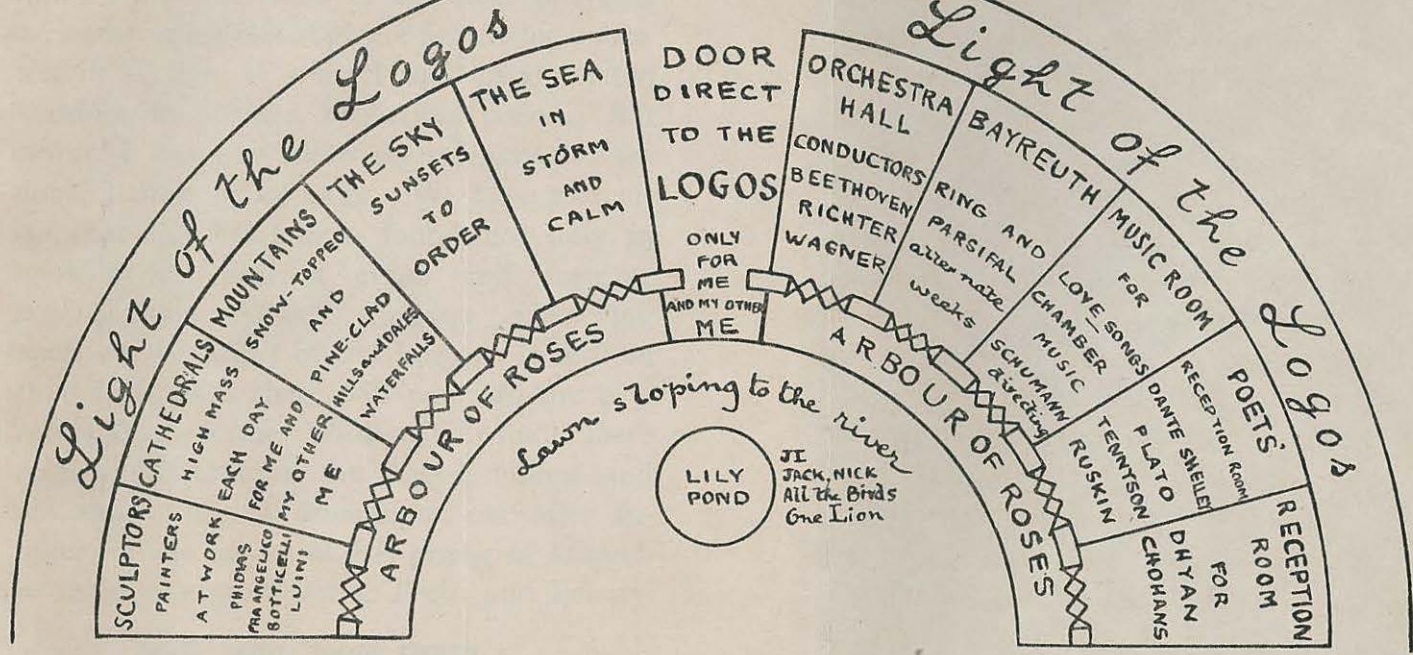 Light of the Logos
Light of the Logos
SCULPTORS
PAINTERS
AT WORK
PHIDIAS
FRA ANGELICO
BOTTICELLI
LUINI
CATHEDRALS
HIGH MASS
EACH DAY
FOR ME AND
MY OTHER
ME
MOUNTAINS
SNOW-TOPPED
AND
PINE-CLAD
HILLS and DALES
WATERFALLS
THE SKY
SUNSETS
TO
ORDER
THE SEA
IN
STORM
AND
CALM
DOOR
DIRECT
TO THE
LOGOS
ONLY
FOR
ME
AND MY OTHER
ME
ORCHESTRA
HALL
CONDUCTORS
BEETHOVEN
RICHTER
WAGNER
BAYREUTH
RING AND
PARSIFAL
alternate
weeks
MUSIC ROOM
FOR
LOVE-SONGS
CHAMBER
MUSIC
SCHUMANN
directing
POETS'
RECEPTION ROOM
DANTE SHELLEY
PLATO
TENNYSON
RUSKIN
RECEPTION
ROOM
FOR
DHYAN
CHOHANS
ARBOUR OF ROSES
ARBOUR OF ROSES
Lawn sloping to the river
LILY
POND
JI
JACK, NICK
All the Birds
One Lion